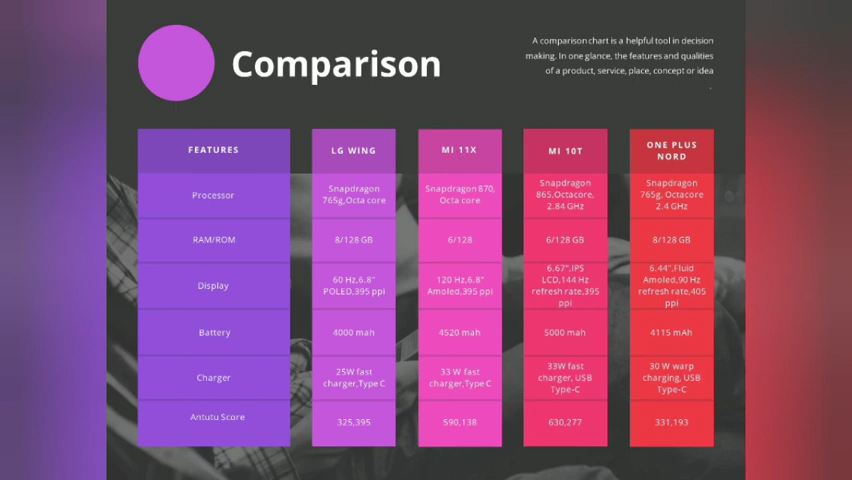 Comparison
A comparison chart is a helpful tool in decision
making. In one glance, the features and qualities
of a product, service, place, concept or idea
.
FEATURES
LG WING
MI 11X
MI 10T
ONE PLUS
NORD
Processor
Snapdragon
765g,Octa core
Snapdragon 870,
Octa core
Snapdragon
865,Octacore,
2.84 GHz
Snapdragon
765g, Octacore
2.4 GHz
RAM/ROM
8/128 GB
6/128
6/128 GB
8/128 GB
Display
60 Hz,6.8"
POLED,395 ppi
120 Hz,6.8"
Amoled,395 ppi
6.67",IPS
LCD,144 Hz
refresh rate,395
ppi
6.44",Fluid
Amoled,90 Hz
refresh rate,405
ppi
Battery
4000 mah
4520 mah
5000 mah
4115 mAh
Charger
25W fast
charger,Type C
33 W fast
charger,Type C
33W fast
charger, USB
Type-C
30 W warp
charging, USB
Type-C
Antutu Score
325,395
590,138
630,277
331,193